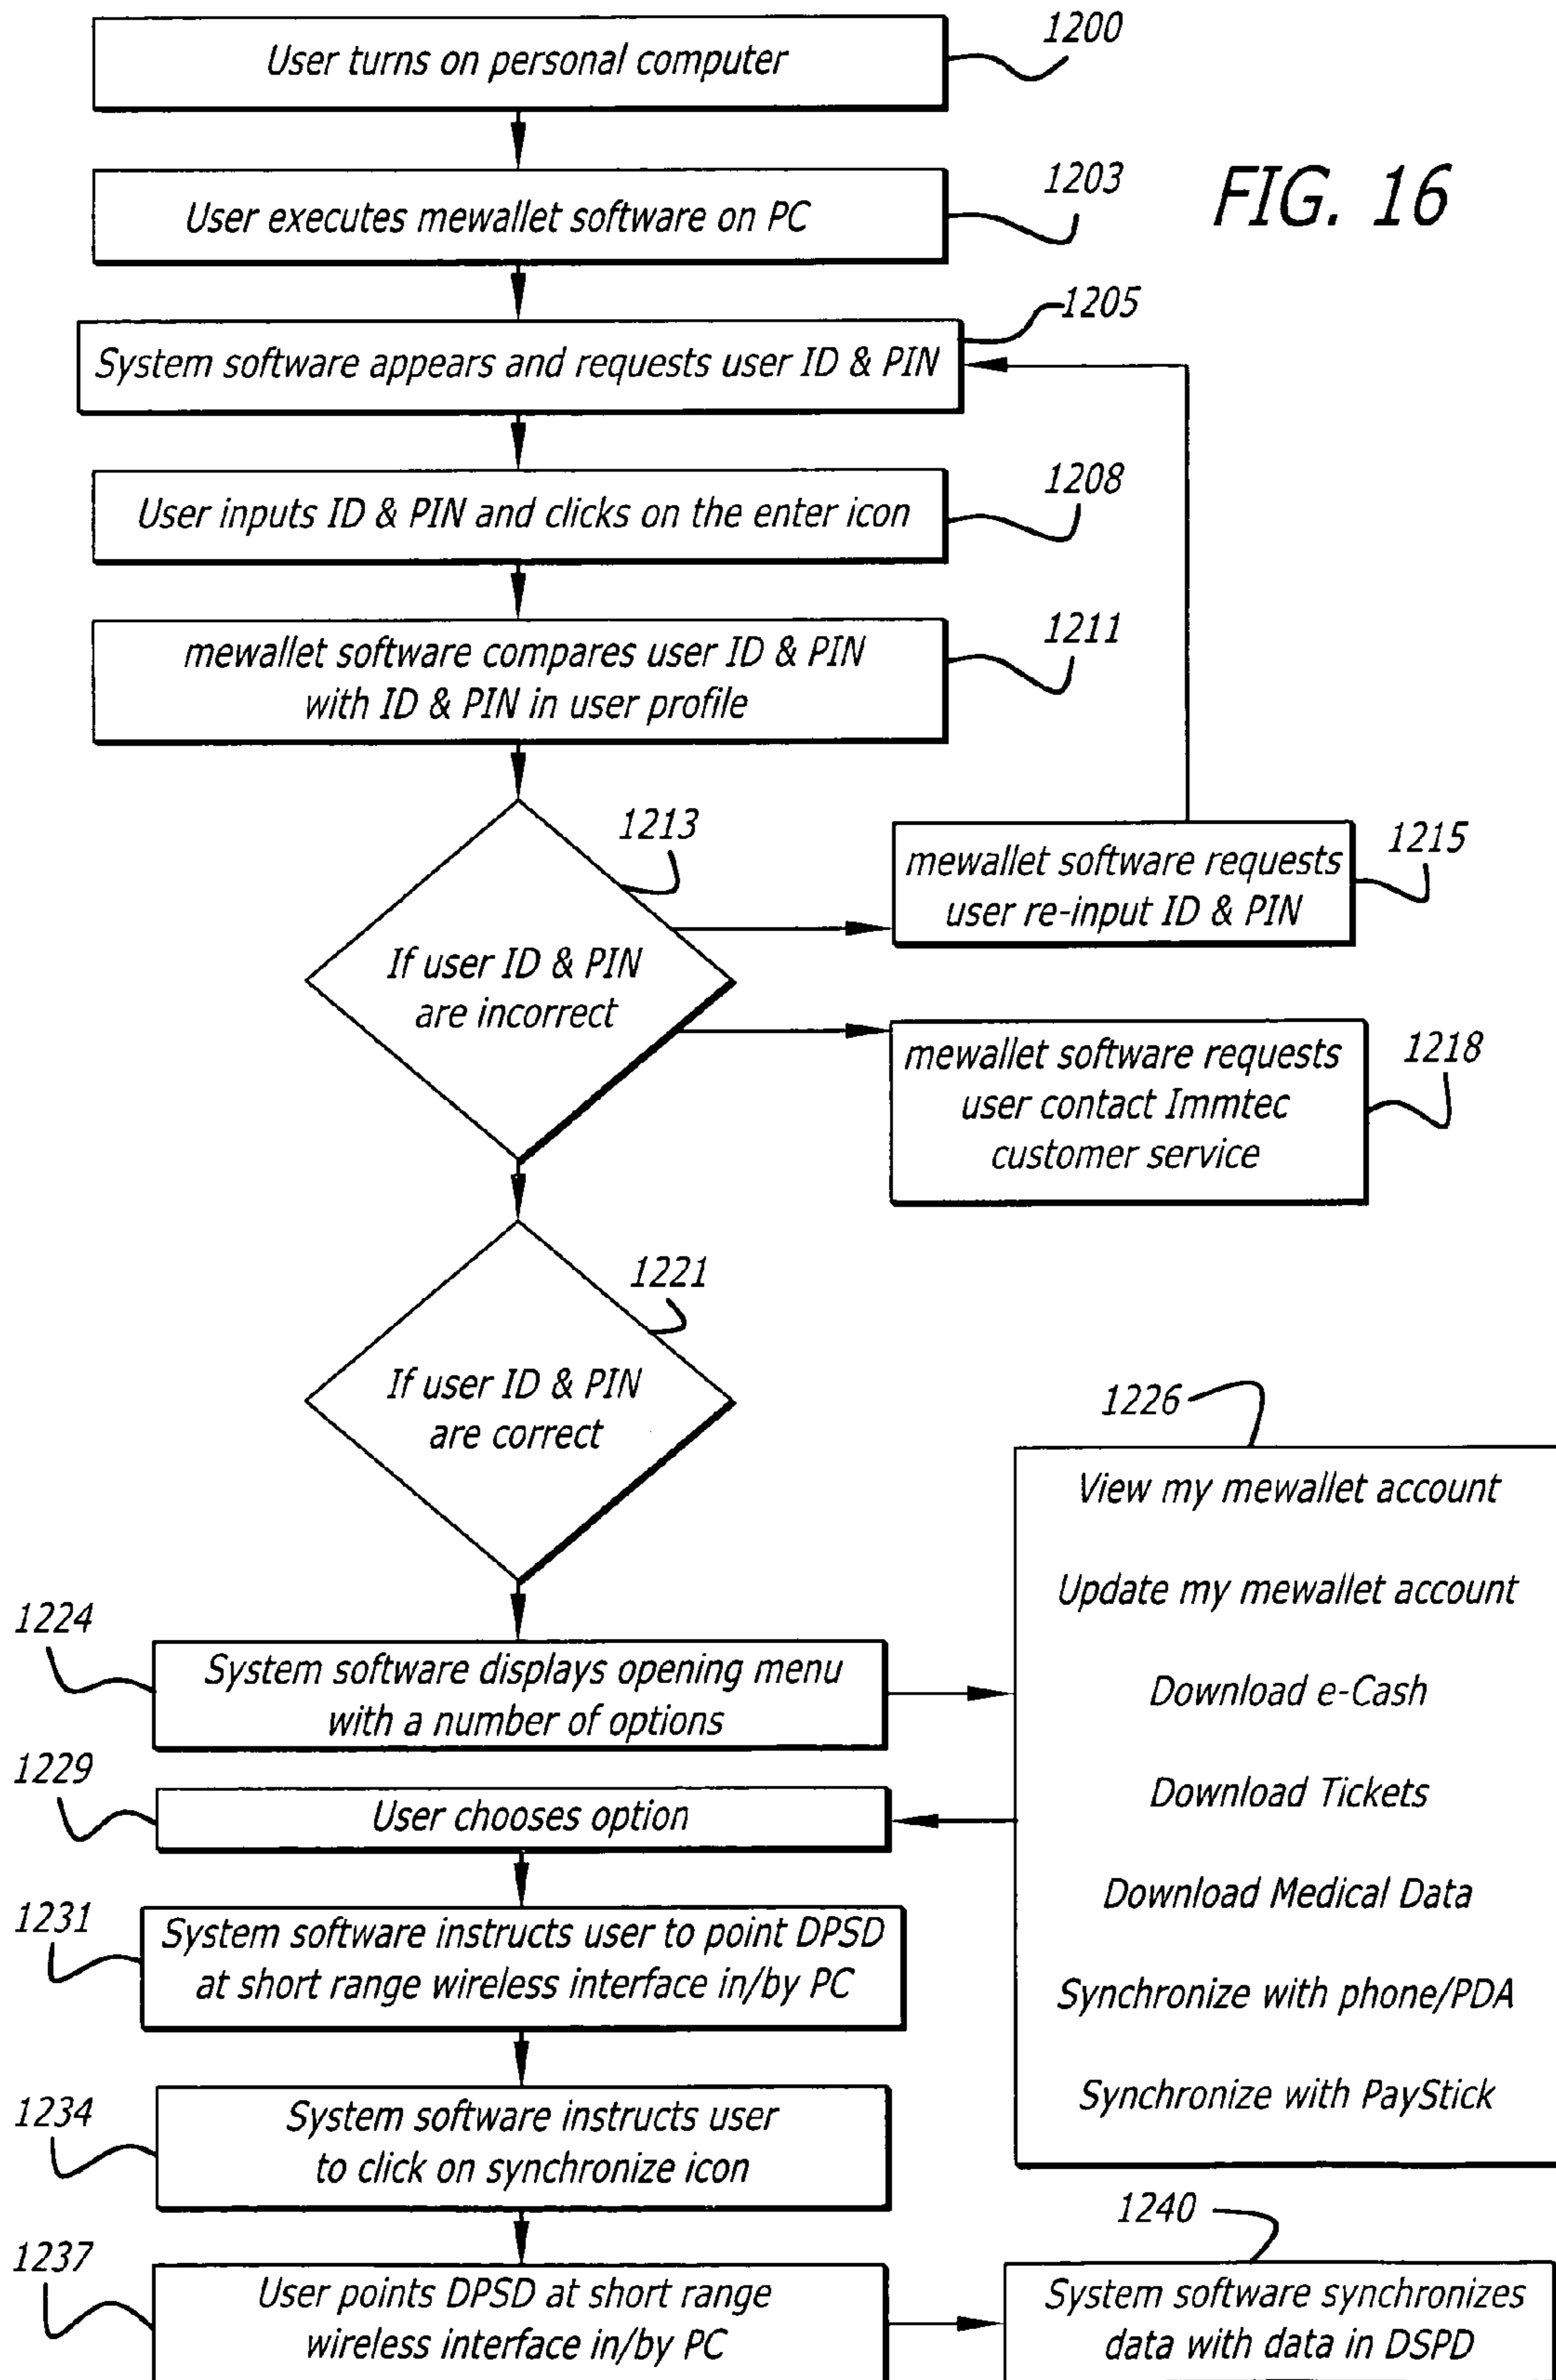 User turns on personal computer
1200
User executes mewallet software on PC
1203
FIG. 16
System software appears and requests user ID & PIN
1205
User inputs ID & PIN and clicks on the enter icon
1208
mewallet software compares user ID & PIN
with ID & PIN in user profile
1211
1213
If user ID & PIN
are incorrect
mewallet software requests
user re-input ID & PIN
1215
mewallet software requests
user contact Immtec
customer service
1218
1221
If user ID & PIN
are correct
1224
System software displays opening menu
with a number of options
1226
View my mewallet account
Update my mewallet account
Download e-Cash
Download Tickets
Download Medical Data
Synchronize with phone/PDA
Synchronize with PayStick
1229
User chooses option
1231
System software instructs user to point DPSD
at short range wireless interface in/by PC
1234
System software instructs user
to click on synchronize icon
1237
User points DPSD at short range
wireless interface in/by PC
1240
System software synchronizes
data with data in DSPD